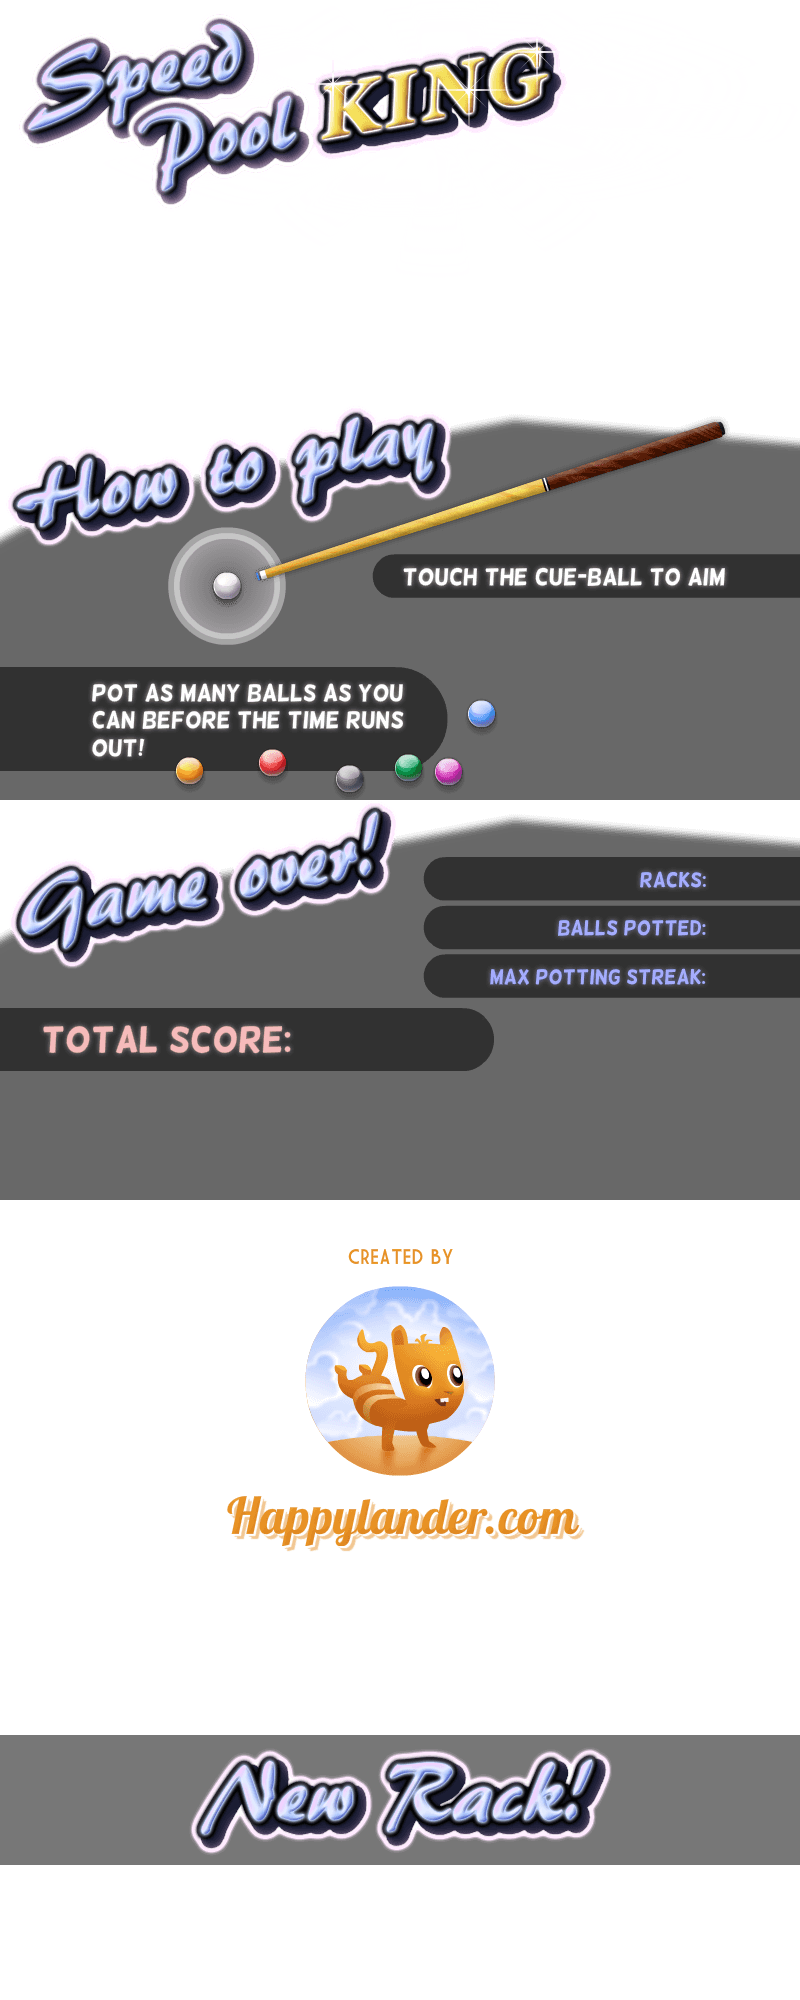 Speed
Pool KING
How to play
TOUCH THE CUE-BALL TO AIM
POT AS MANY BALLS AS YOU
CAN BEFORE THE TIME RUNS
OUT!
Game over!
RACKS:
BALLS POTTED:
MAX POTTING STREAK:
TOTAL SCORE:
CREATED BY
Happylander.com
New Rack!